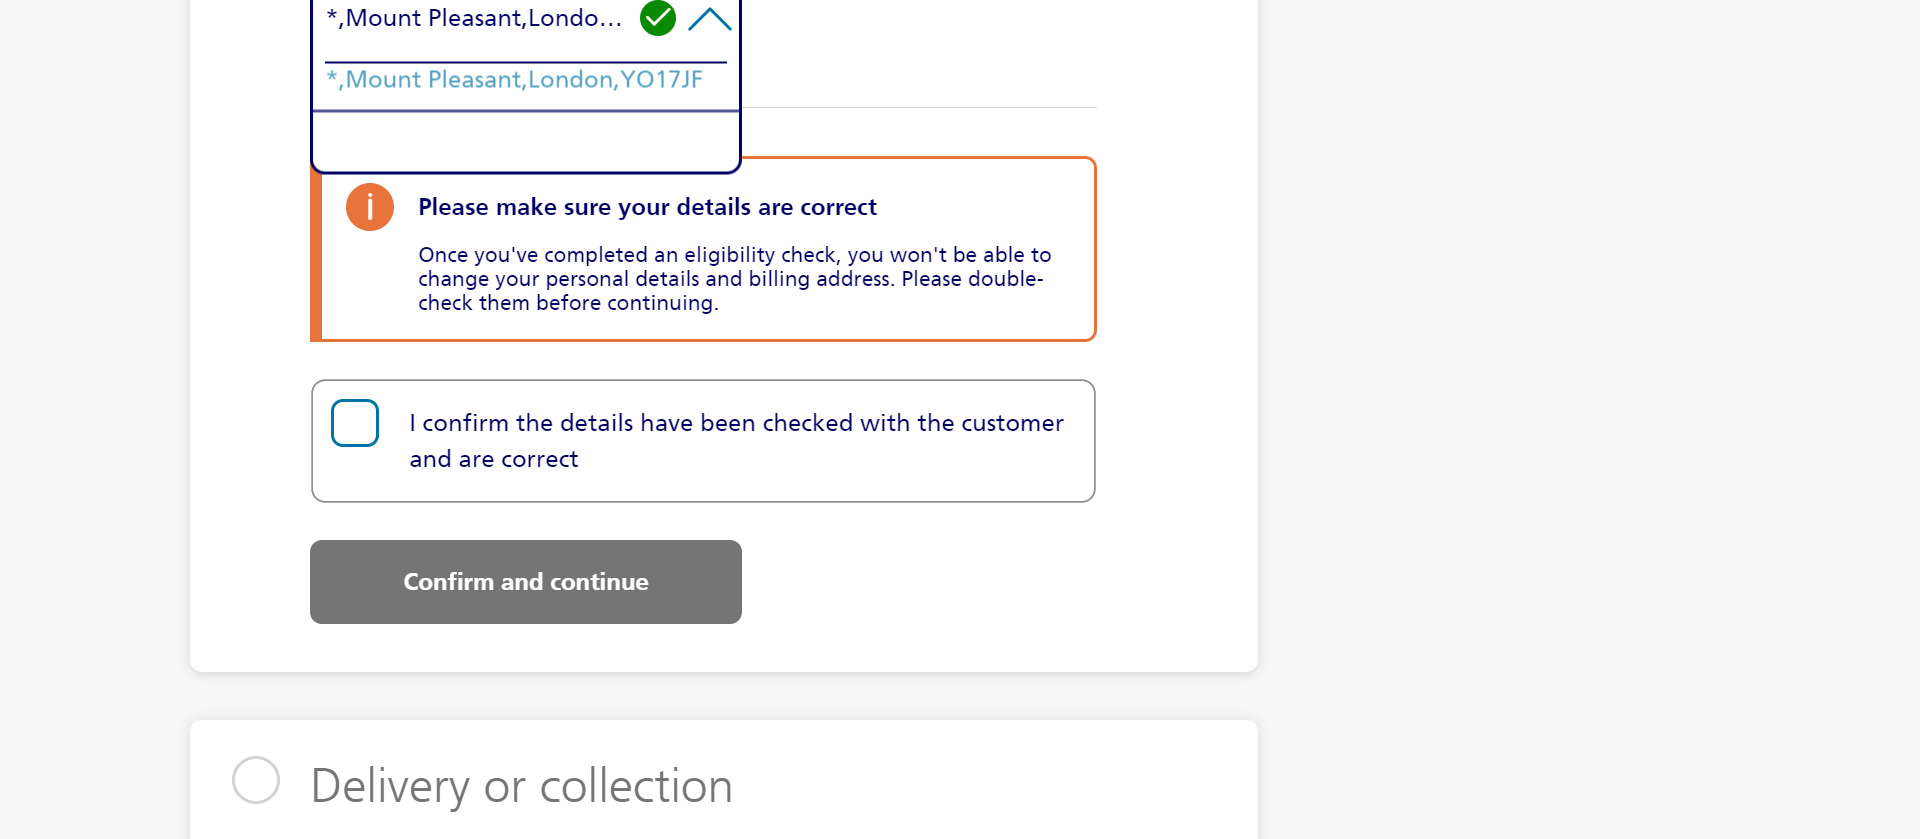 *,Mount Pleasant,Londo...
*,Mount Pleasant,London,YO17JF
Please make sure your details are correct
Once you've completed an eligibility check, you won't be able to
change your personal details and billing address. Please double-
check them before continuing.
I confirm the details have been checked with the customer
and are correct
Confirm and continue
Delivery or collection